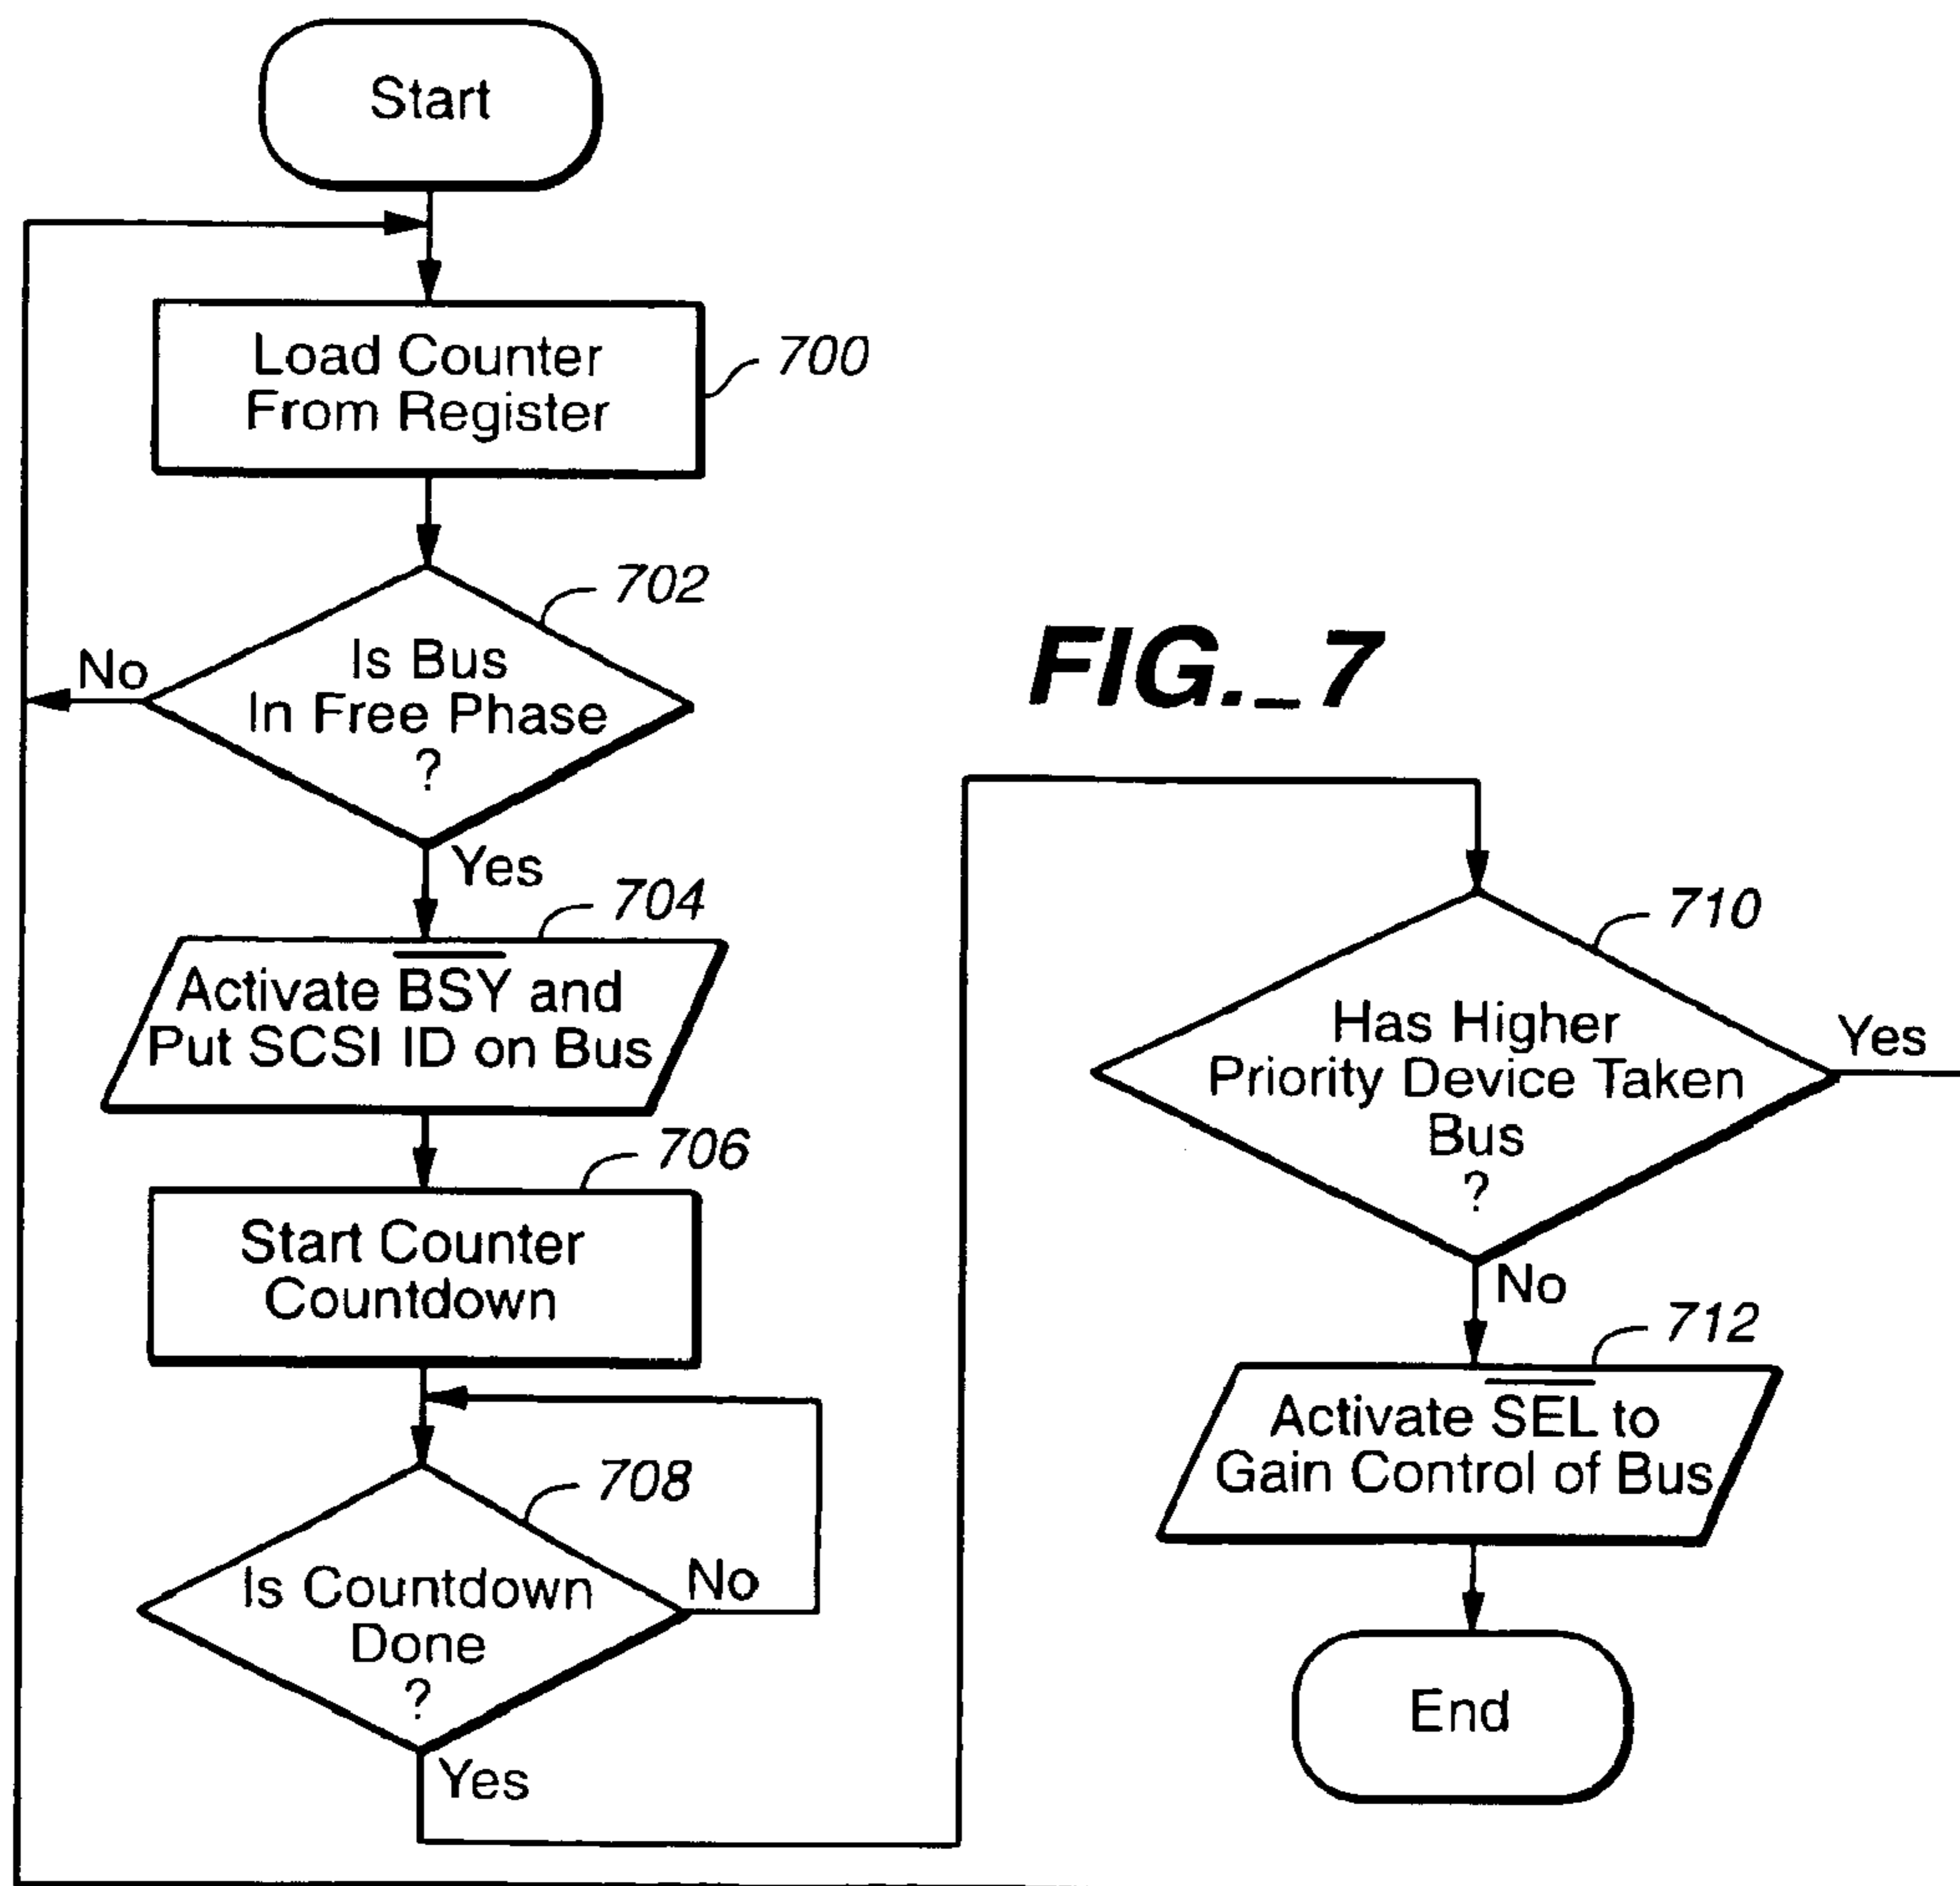 Start
Load Counter
From Register
700
702
Is Bus
In Free Phase
?
No
Yes
704
Activate B̅S̅Y̅ and
Put SCSI ID on Bus
706
Start Counter
Countdown
708
Is Countdown
Done
?
No
Yes
FIG._7
710
Has Higher
Priority Device Taken
Bus
?
Yes
No
712
Activate S̅E̅L̅ to
Gain Control of Bus
End